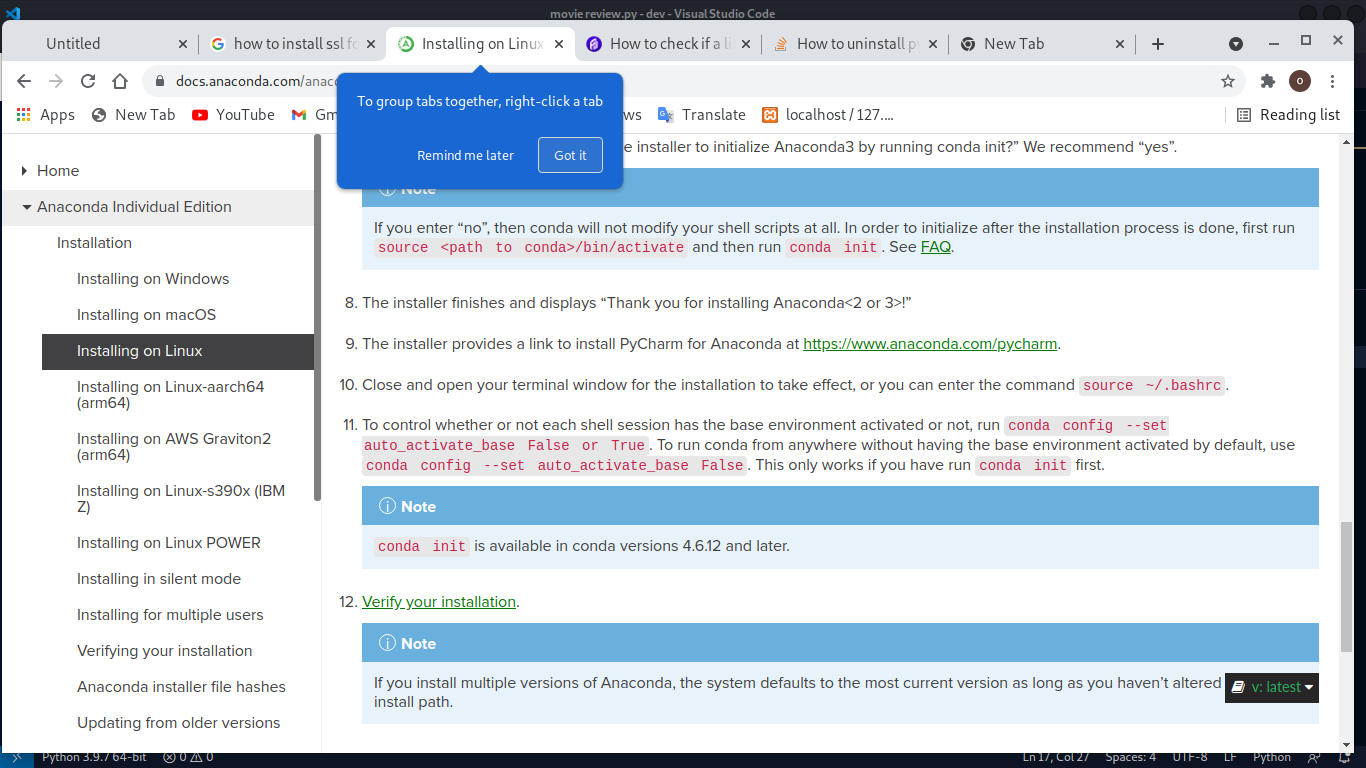 movie review.py - dev - Visual Studio Code
Untitled
how to install ssl fo
Installing on Linux
How to check if a li
How to uninstall p
New Tab
docs.anaconda.com/anaco
O
To group tabs together, right-click a tab
Remind me later
Got it
Apps
New Tab
YouTube
Gm
ws
Translate
localhost / 127....
Reading list
Home
Anaconda Individual Edition
Installation
Installing on Windows
Installing on macOS
Installing on Linux
Installing on Linux-aarch64
(arm64)
Installing on AWS Graviton2
(arm64)
Installing on Linux-s390x (IBM
Z)
Installing on Linux POWER
Installing in silent mode
Installing for multiple users
Verifying your installation
Anaconda installer file hashes
Updating from older versions
e installer to initialize Anaconda3 by running conda init?” We recommend “yes”.
Note
If you enter “no”, then conda will not modify your shell scripts at all. In order to initialize after the installation process is done, first run
source <path to conda>/bin/activate and then run conda init. See FAQ.
8. The installer finishes and displays “Thank you for installing Anaconda<2 or 3>!”
9. The installer provides a link to install PyCharm for Anaconda at https://www.anaconda.com/pycharm.
10. Close and open your terminal window for the installation to take effect, or you can enter the command source ~/.bashrc.
11. To control whether or not each shell session has the base environment activated or not, run conda config --set
auto_activate_base False or True. To run conda from anywhere without having the base environment activated by default, use
conda config --set auto_activate_base False. This only works if you have run conda init first.
Note
conda init is available in conda versions 4.6.12 and later.
12. Verify your installation.
Note
If you install multiple versions of Anaconda, the system defaults to the most current version as long as you haven’t altered
install path.
v: latest
Python 3.9.7 64-bit
0
0
Ln 17, Col 27
Spaces: 4
UTF-8
LF
Python